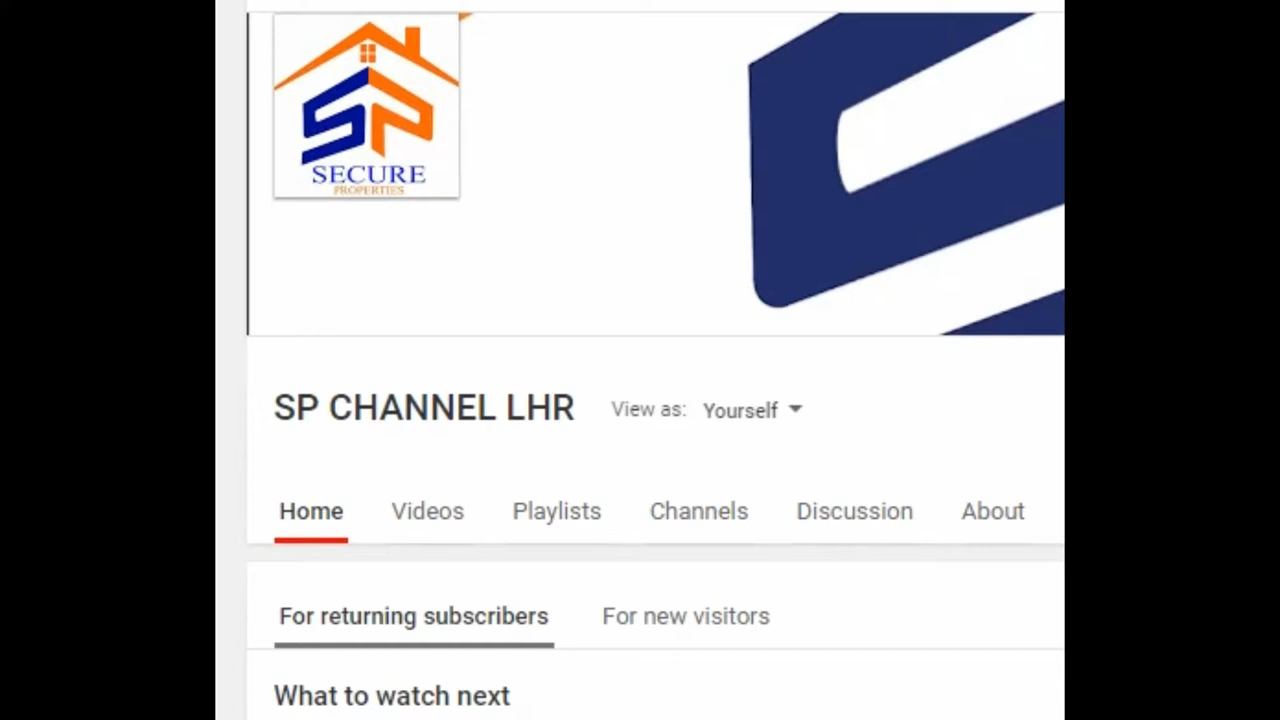 SP
SECURE
PROPERTIES
SP CHANNEL LHR View as: Yourself
Home Videos Playlists Channels Discussion About
For returning subscribers For new visitors
What to watch next